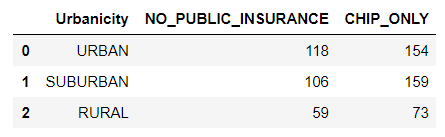 Urbanicity NO_PUBLIC_INSURANCE CHIP_ONLY
0 URBAN 118 154
1 SUBURBAN 106 159
2 RURAL 59 73